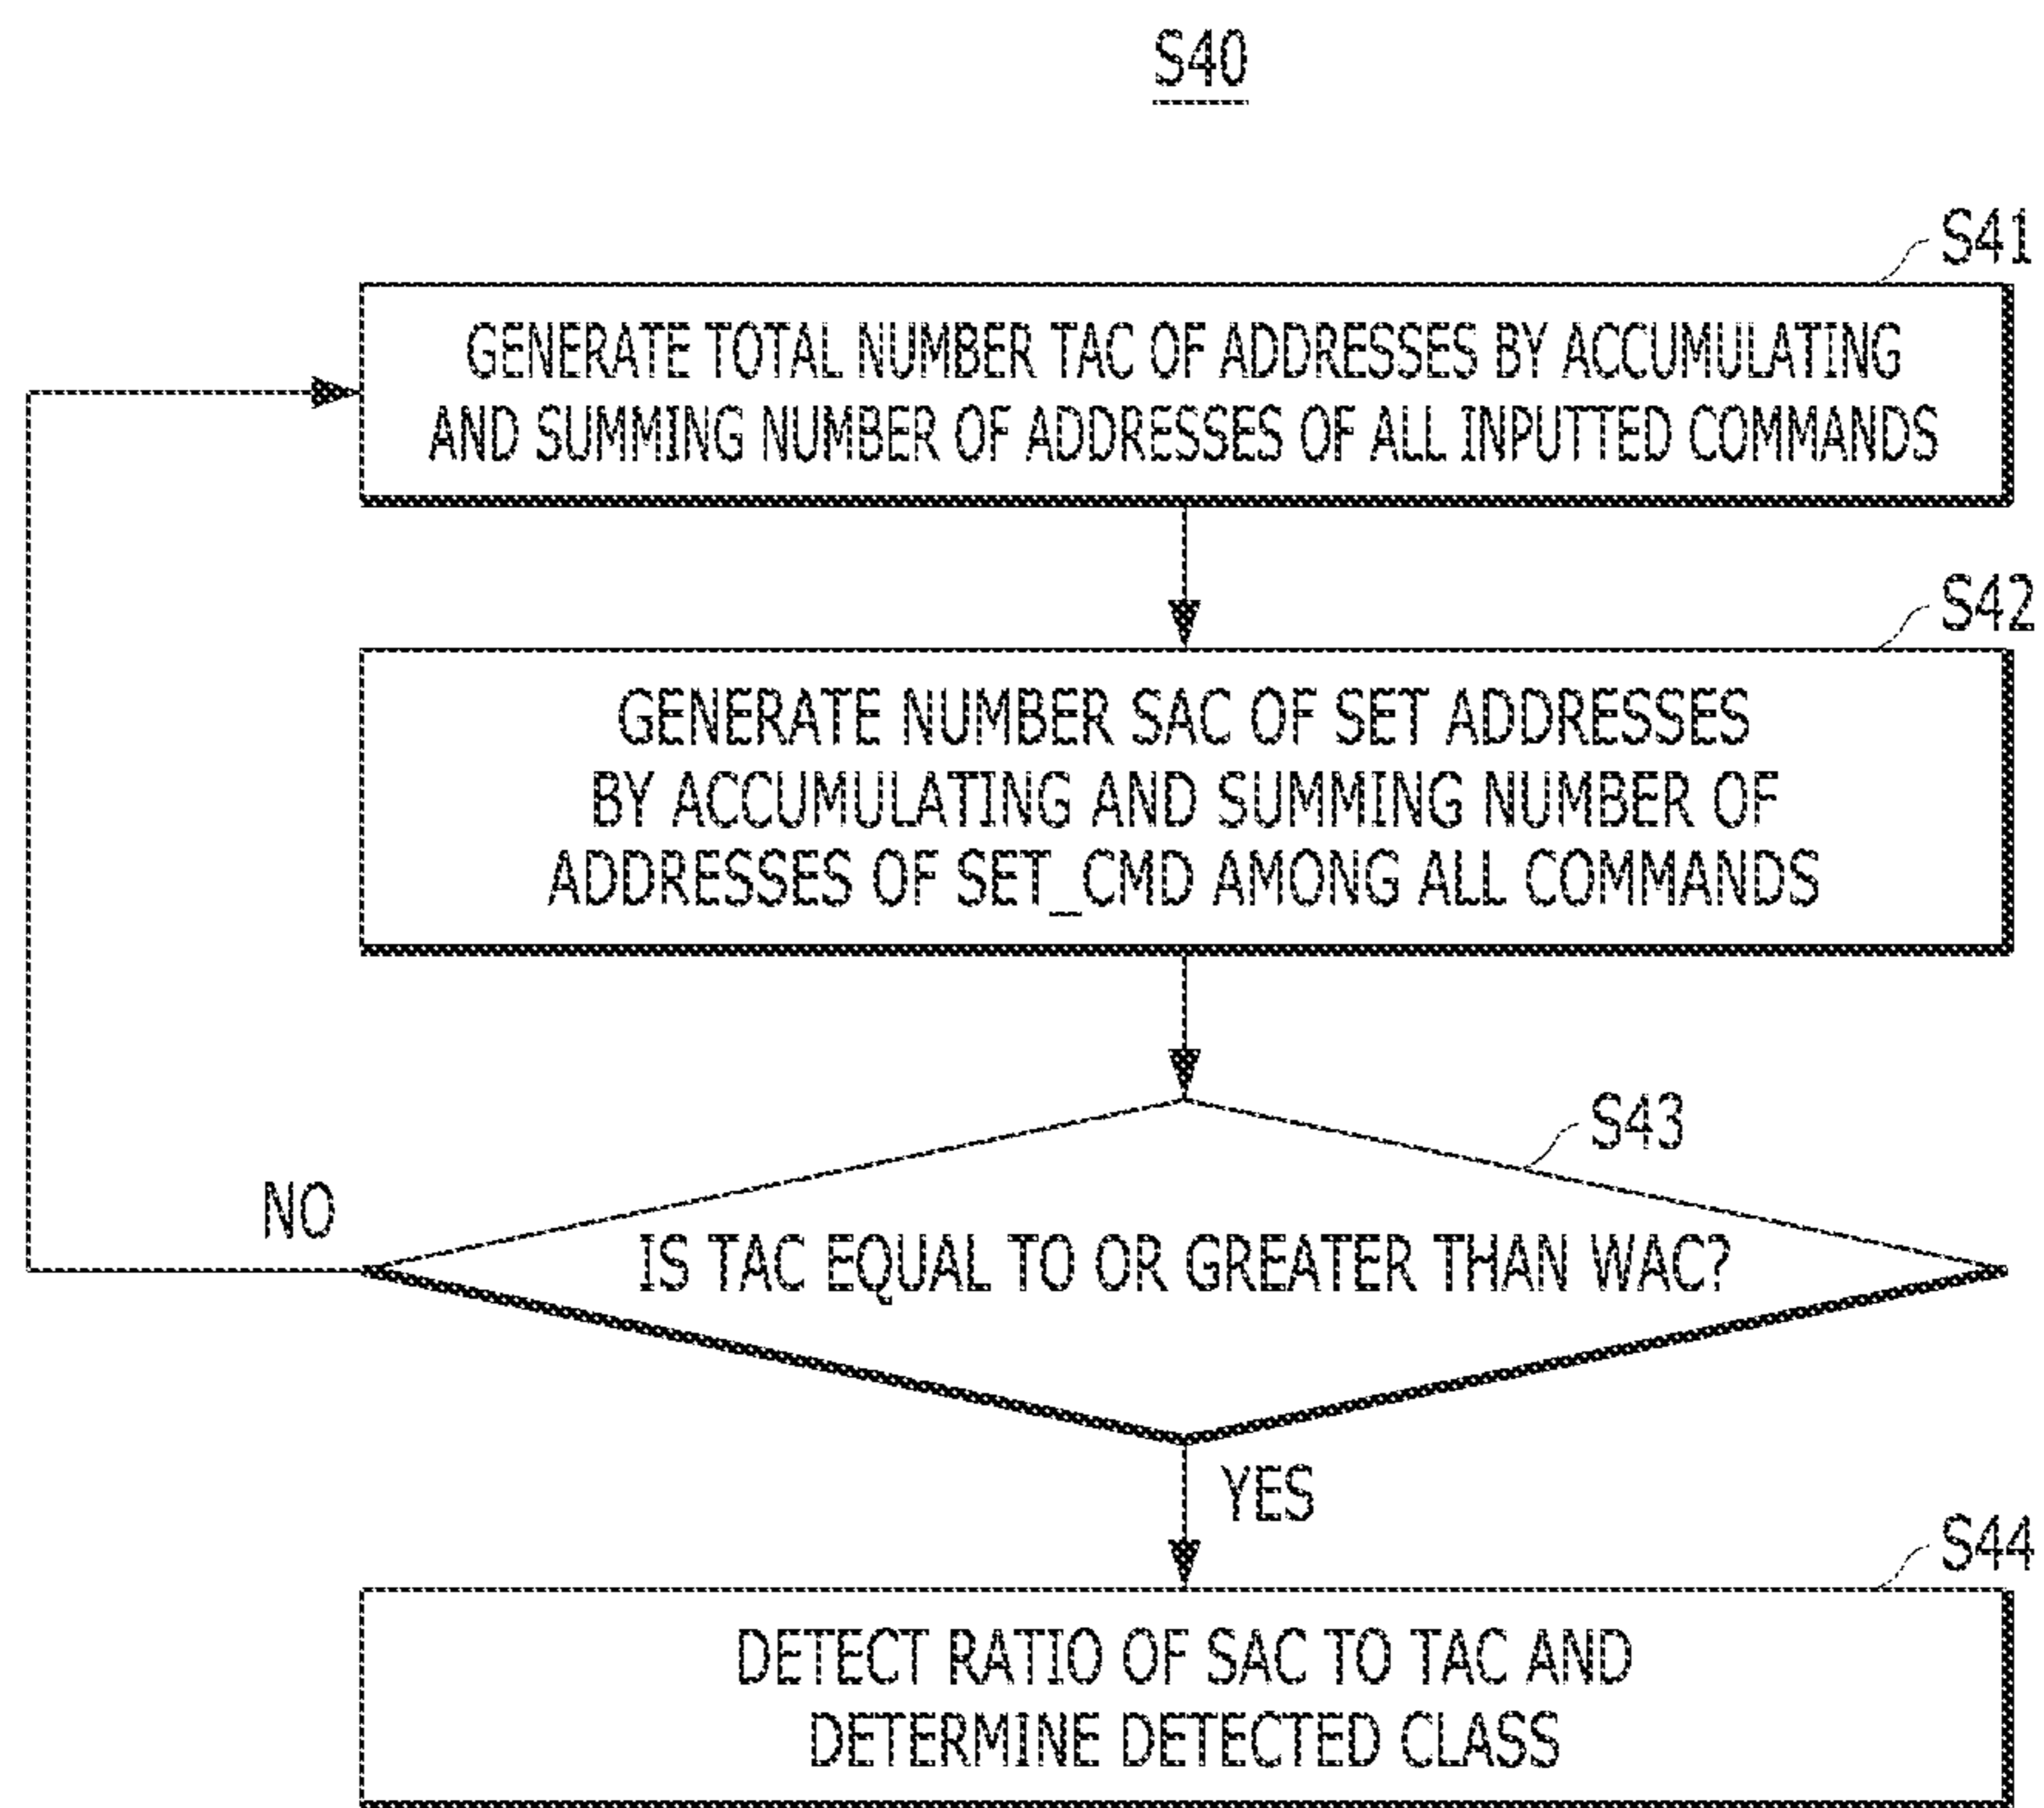 S40
S41
GENERATE TOTAL NUMBER TAC OF ADDRESSES BY ACCUMULATING
AND SUMMING NUMBER OF ADDRESSES OF ALL INPUTTED COMMANDS
S42
GENERATE NUMBER SAC OF SET ADDRESSES
BY ACCUMULATING AND SUMMING NUMBER OF
ADDRESSES OF SET_CMD AMONG ALL COMMANDS
S43
NO
IS TAC EQUAL TO OR GREATER THAN WAC?
YES
S44
DETECT RATIO OF SAC TO TAC AND
DETERMINE DETECTED CLASS